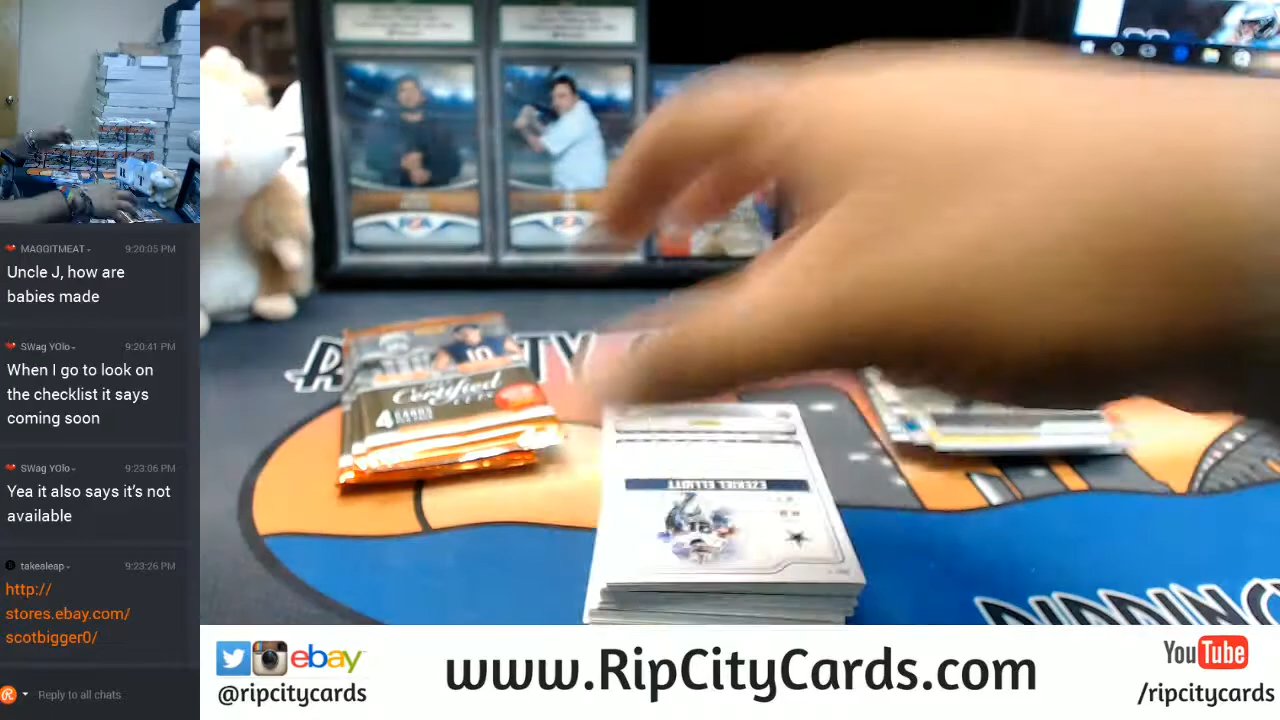 MAGGITMEAT
9:20:05 PM
Uncle J, how are
babies made
SWag YOlo
9:20:41 PM
When I go to look on
the checklist it says
coming soon
SWag YOlo
9:23:06 PM
Yea it also says it's not
available
takealeap
9:23:26 PM
http://
stores.ebay.com/
scotbigger0/
Reply to all chats
Certified
4 CARDS
EZEKIEL ELLIOTT
ebay
@ripcitycards
www.RipCityCards.com
YouTube
/ripcitycards